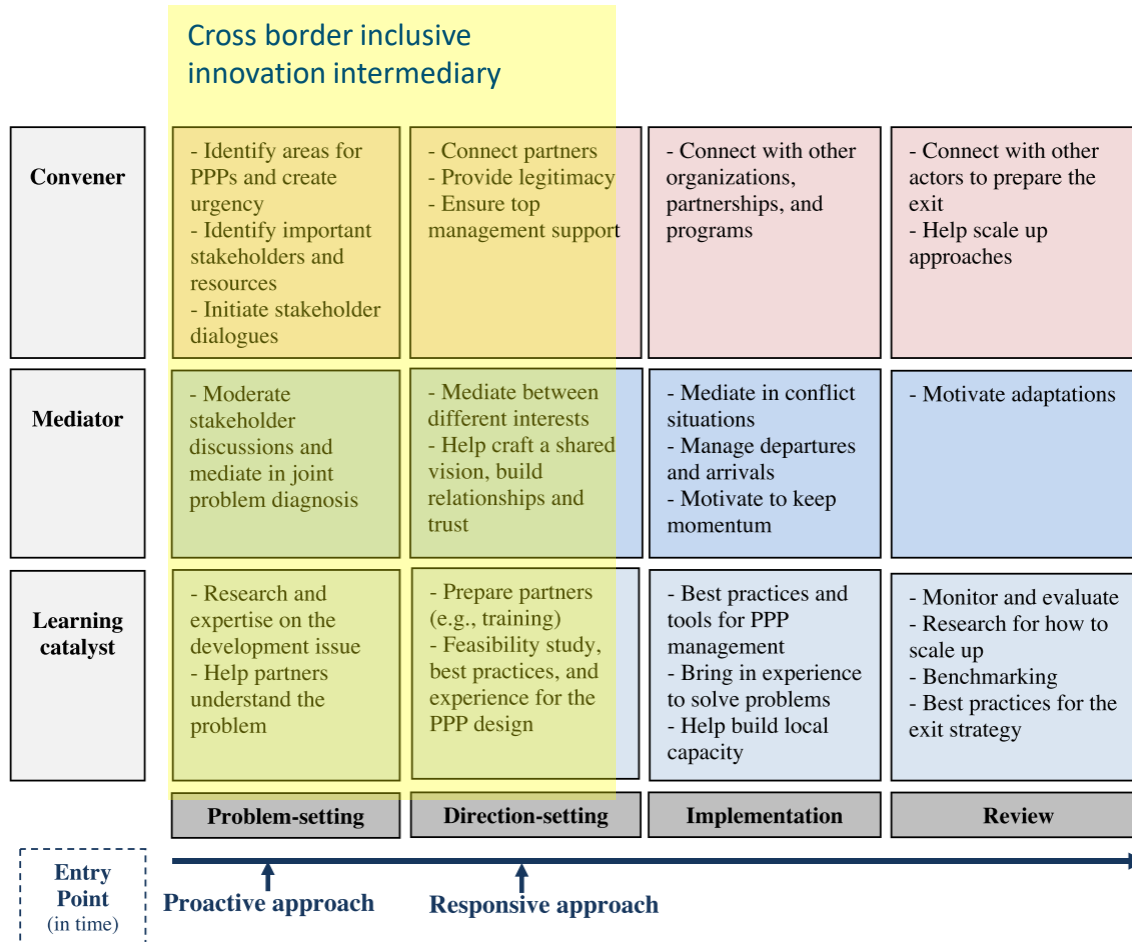 Cross border inclusive
innovation intermediary
Convener
- Identify areas for
PPPs and create
urgency
- Identify important
stakeholders and
resources
- Initiate stakeholder
dialogues
- Connect partners
- Provide legitimacy
- Ensure top
management support
- Connect with other
organizations,
partnerships, and
programs
- Connect with other
actors to prepare the
exit
- Help scale up
approaches
Mediator
- Moderate
stakeholder
discussions and
mediate in joint
problem diagnosis
- Mediate between
different interests
- Help craft a shared
vision, build
relationships and
trust
- Mediate in conflict
situations
- Manage departures
and arrivals
- Motivate to keep
momentum
- Motivate adaptations
Learning
catalyst
- Research and
expertise on the
development issue
- Help partners
understand the
problem
- Prepare partners
(e.g., training)
- Feasibility study,
best practices, and
experience for the
PPP design
- Best practices and
tools for PPP
management
- Bring in experience
to solve problems
- Help build local
capacity
- Monitor and evaluate
- Research for how to
scale up
- Benchmarking
- Best practices for the
exit strategy
Problem-setting
Direction-setting
Implementation
Review
Entry
Point
(in time)
Proactive approach
Responsive approach